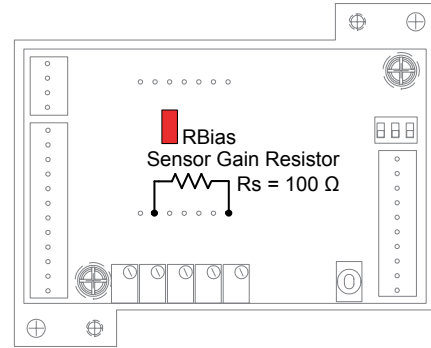 RBias
Sensor Gain Resistor
Rs = 100 Ω